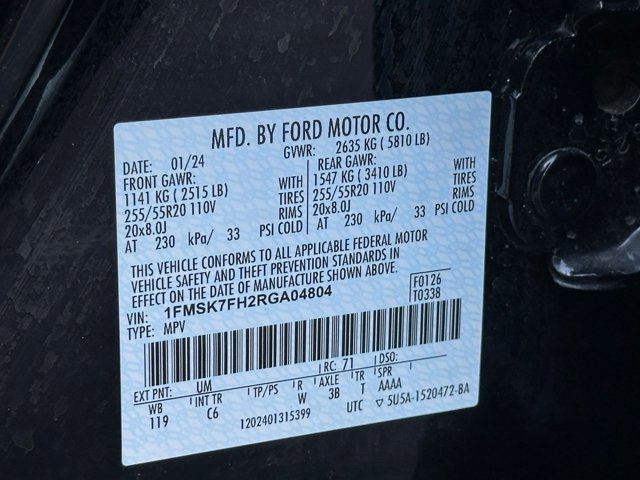 MFD. BY FORD MOTOR CO.
DATE: 01/24 GVWR: 2635 KG ( 5810 LB)
FRONT GAWR: REAR GAWR:
1141 KG ( 2515 LB) WITH 1547 KG ( 3410 LB) WITH
255/55R20 110V TIRES 255/55R20 110V TIRES
20x8.0J RIMS 20x8.0J RIMS
AT 230 kPa/ 33 PSI COLD AT 230 kPa/ 33 PSI COLD
THIS VEHICLE CONFORMS TO ALL APPLICABLE FEDERAL MOTOR
VEHICLE SAFETY AND THEFT PREVENTION STANDARDS IN
EFFECT ON THE DATE OF MANUFACTURE SHOWN ABOVE.
VIN: 1FMSK7FH2RGA04804 F0126
TYPE: MPV T0338
EXT PNT: UM RC: 71 DSO:
WB INT TR TP/PS R AXLE TR SPR
119 C6 W 3B T AAAA
1202401315399 UTC ▽ 5U5A-1520472-BA